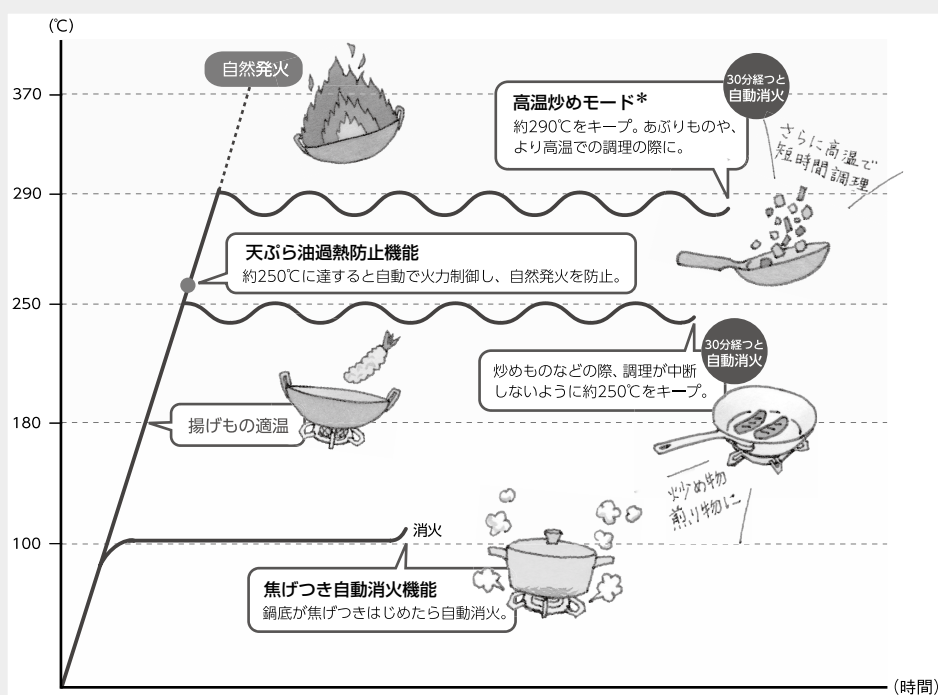 (℃)
自然発火
370
30分経つと
自動消火
高温炒めモード*
約290℃をキープ。あぶりものや、
より高温での調理の際に。
さらに高温で
短時間調理
290
天ぷら油過熱防止機能
約250℃に達すると自動で火力制御し、自然発火を防止。
250
30分経つと
自動消火
炒めものなどの際、調理が中断
しないように約250℃をキープ。
180
揚げもの適温
炒め物
煎り物に
100
消火
焦げつき自動消火機能
鍋底が焦げつきはじめたら自動消火。
(時間)